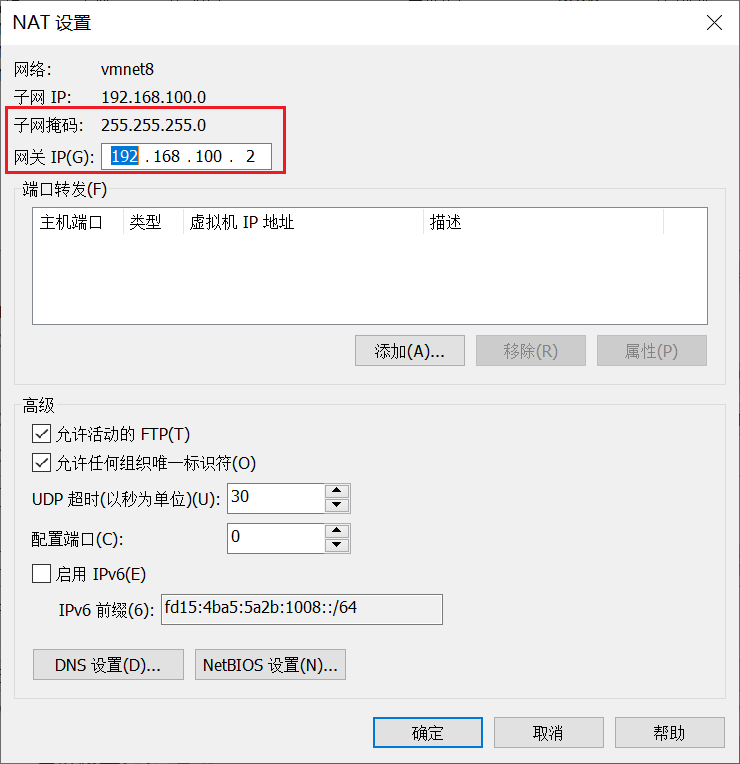 NAT 设置
网络: vmnet8
子网 IP: 192.168.100.0
子网掩码: 255.255.255.0
网关 IP(G): 192 . 168 . 100 . 2
端口转发(F)
主机端口 类型 虚拟机 IP 地址 描述
添加(A)... 移除(R) 属性(P)
高级
允许活动的 FTP(T)
允许任何组织唯一标识符(O)
UDP 超时(以秒为单位)(U): 30
配置端口(C): 0
启用 IPv6(E)
IPv6 前缀(6): fd15:4ba5:5a2b:1008::/64
DNS 设置(D)... NetBIOS 设置(N)...
确定 取消 帮助